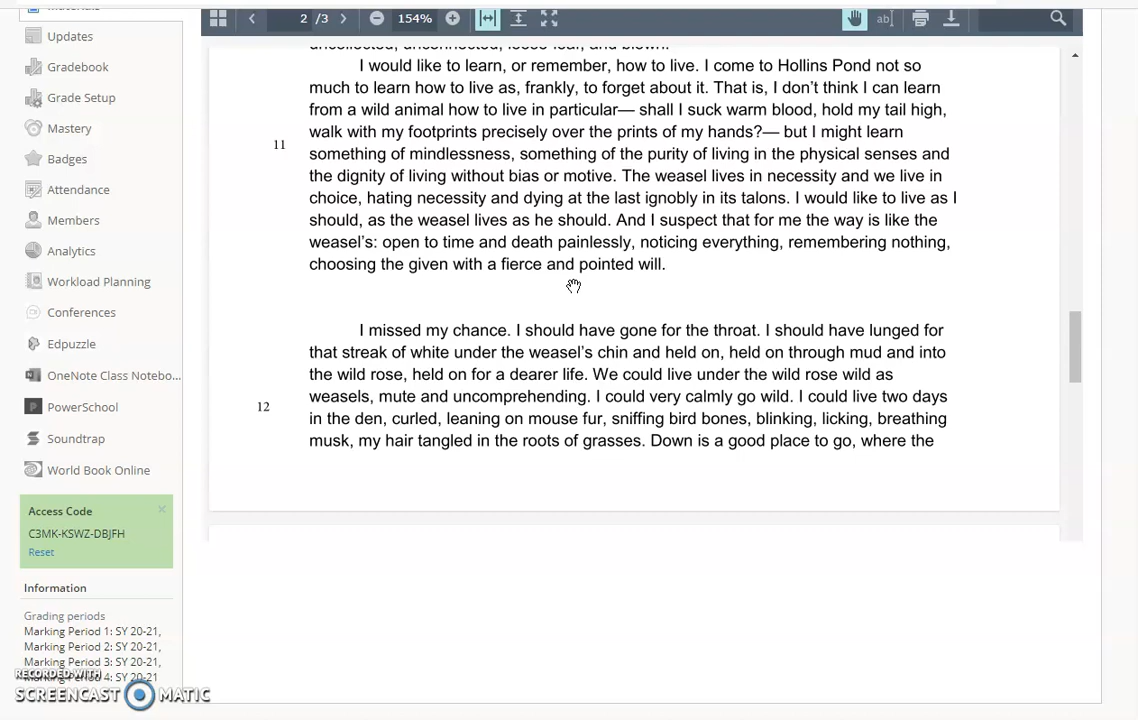 Materials
Updates
Gradebook
Grade Setup
Mastery
Badges
Attendance
Members
Analytics
Workload Planning
Conferences
Edpuzzle
OneNote Class Notebo...
PowerSchool
Soundtrap
World Book Online
Access Code
C3MK-KSWZ-DBJFH
Reset
Information
Grading periods
Marking Period 1: SY 20-21,
Marking Period 2: SY 20-21,
Marking Period 3: SY 20-21,
Marking Period 4: SY 20-21
RECORDED WITH
SCREENCAST MATIC
2 /3
154%
ab
uncollected, unconnected, loose-leaf, and blown.
I would like to learn, or remember, how to live. I come to Hollins Pond not so
much to learn how to live as, frankly, to forget about it. That is, I don’t think I can learn
from a wild animal how to live in particular— shall I suck warm blood, hold my tail high,
walk with my footprints precisely over the prints of my hands?— but I might learn
11
something of mindlessness, something of the purity of living in the physical senses and
the dignity of living without bias or motive. The weasel lives in necessity and we live in
choice, hating necessity and dying at the last ignobly in its talons. I would like to live as I
should, as the weasel lives as he should. And I suspect that for me the way is like the
weasel’s: open to time and death painlessly, noticing everything, remembering nothing,
choosing the given with a fierce and pointed will.
I missed my chance. I should have gone for the throat. I should have lunged for
that streak of white under the weasel’s chin and held on, held on through mud and into
the wild rose, held on for a dearer life. We could live under the wild rose wild as
weasels, mute and uncomprehending. I could very calmly go wild. I could live two days
12
in the den, curled, leaning on mouse fur, sniffing bird bones, blinking, licking, breathing
musk, my hair tangled in the roots of grasses. Down is a good place to go, where the